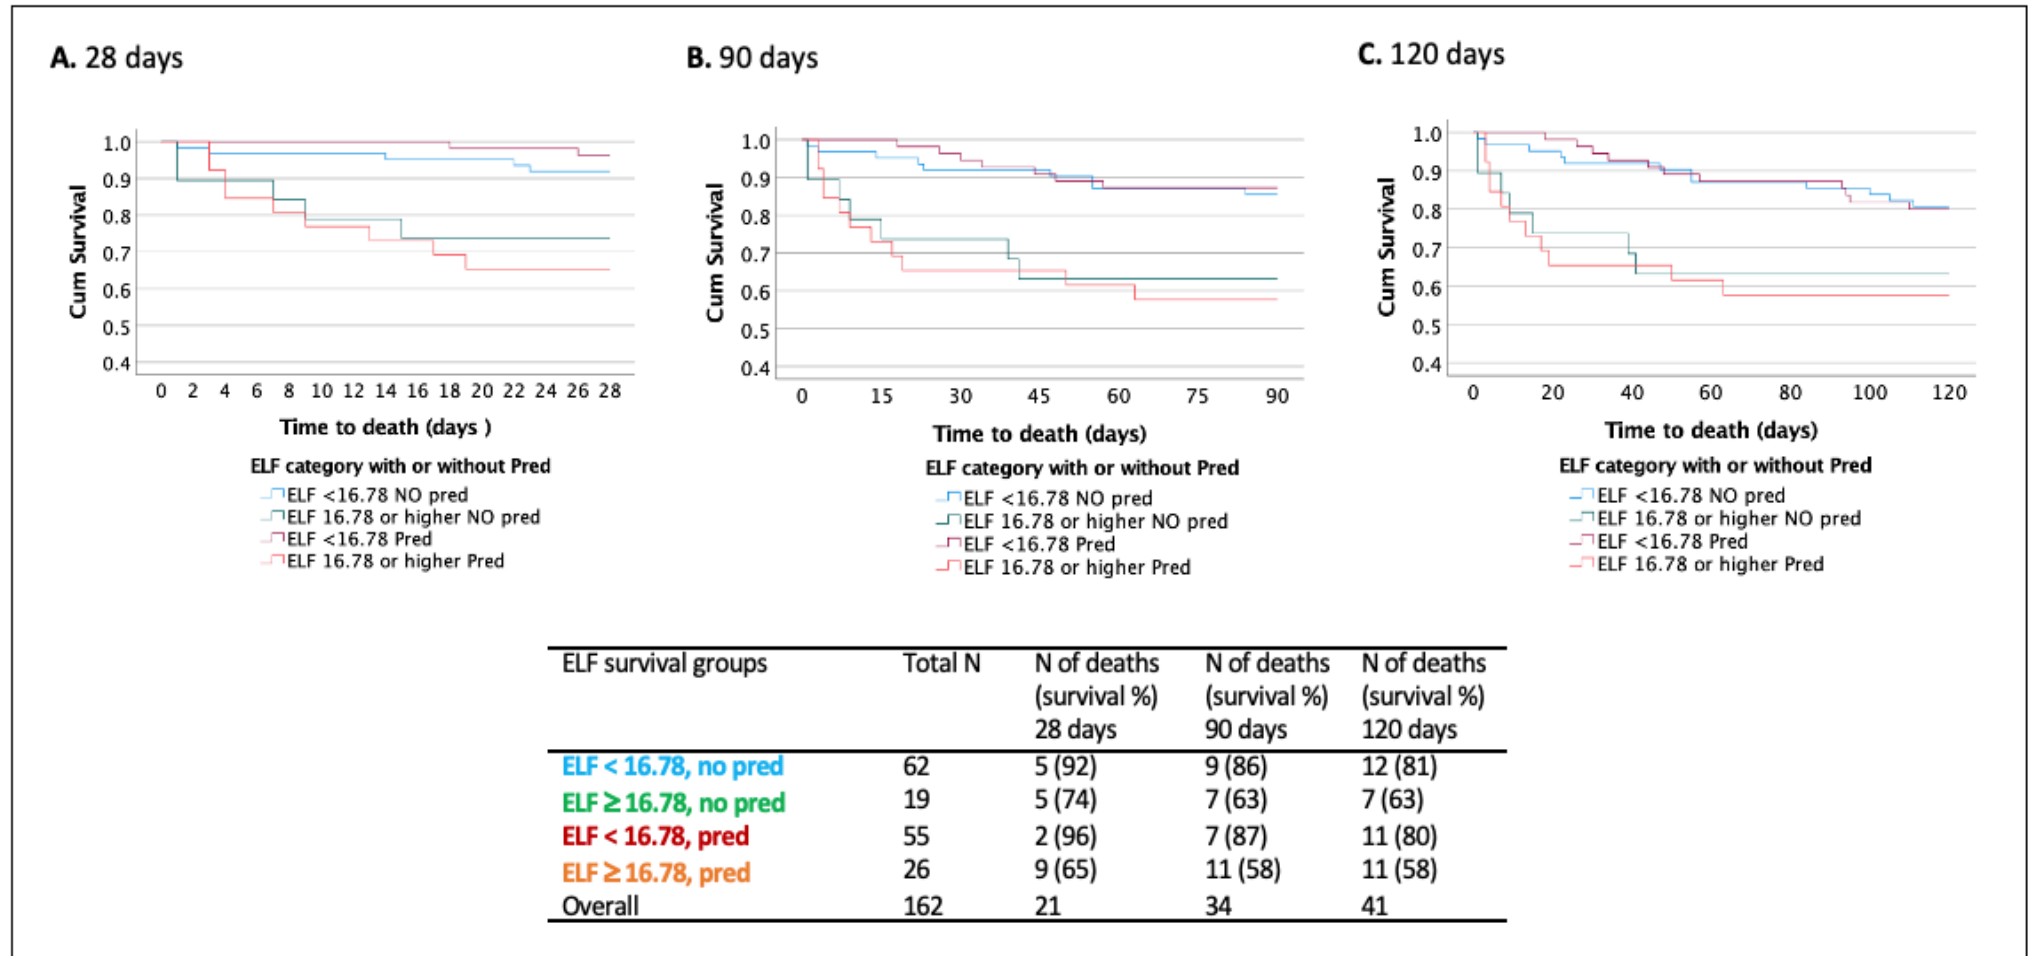 A. 28 days
1.0
0.9
0.8
0.7
0.6
0.5
0.4
Cum Survival
0 2 4 6 8 10 12 14 16 18 20 22 24 26 28
Time to death (days )
ELF category with or without Pred
ELF <16.78 NO pred
ELF 16.78 or higher NO pred
ELF <16.78 Pred
ELF 16.78 or higher Pred
B. 90 days
1.0
0.9
0.8
0.7
0.6
0.5
0.4
Cum Survival
0 15 30 45 60 75 90
Time to death (days)
ELF category with or without Pred
ELF <16.78 NO pred
ELF 16.78 or higher NO pred
ELF <16.78 Pred
ELF 16.78 or higher Pred
C. 120 days
1.0
0.9
0.8
0.7
0.6
0.5
0.4
Cum Survival
0 20 40 60 80 100 120
Time to death (days)
ELF category with or without Pred
ELF <16.78 NO pred
ELF 16.78 or higher NO pred
ELF <16.78 Pred
ELF 16.78 or higher Pred
ELF survival groups Total N N of deaths N of deaths N of deaths
(survival %) (survival %) (survival %)
28 days 90 days 120 days
ELF < 16.78, no pred 62 5 (92) 9 (86) 12 (81)
ELF ≥ 16.78, no pred 19 5 (74) 7 (63) 7 (63)
ELF < 16.78, pred 55 2 (96) 7 (87) 11 (80)
ELF ≥ 16.78, pred 26 9 (65) 11 (58) 11 (58)
Overall 162 21 34 41